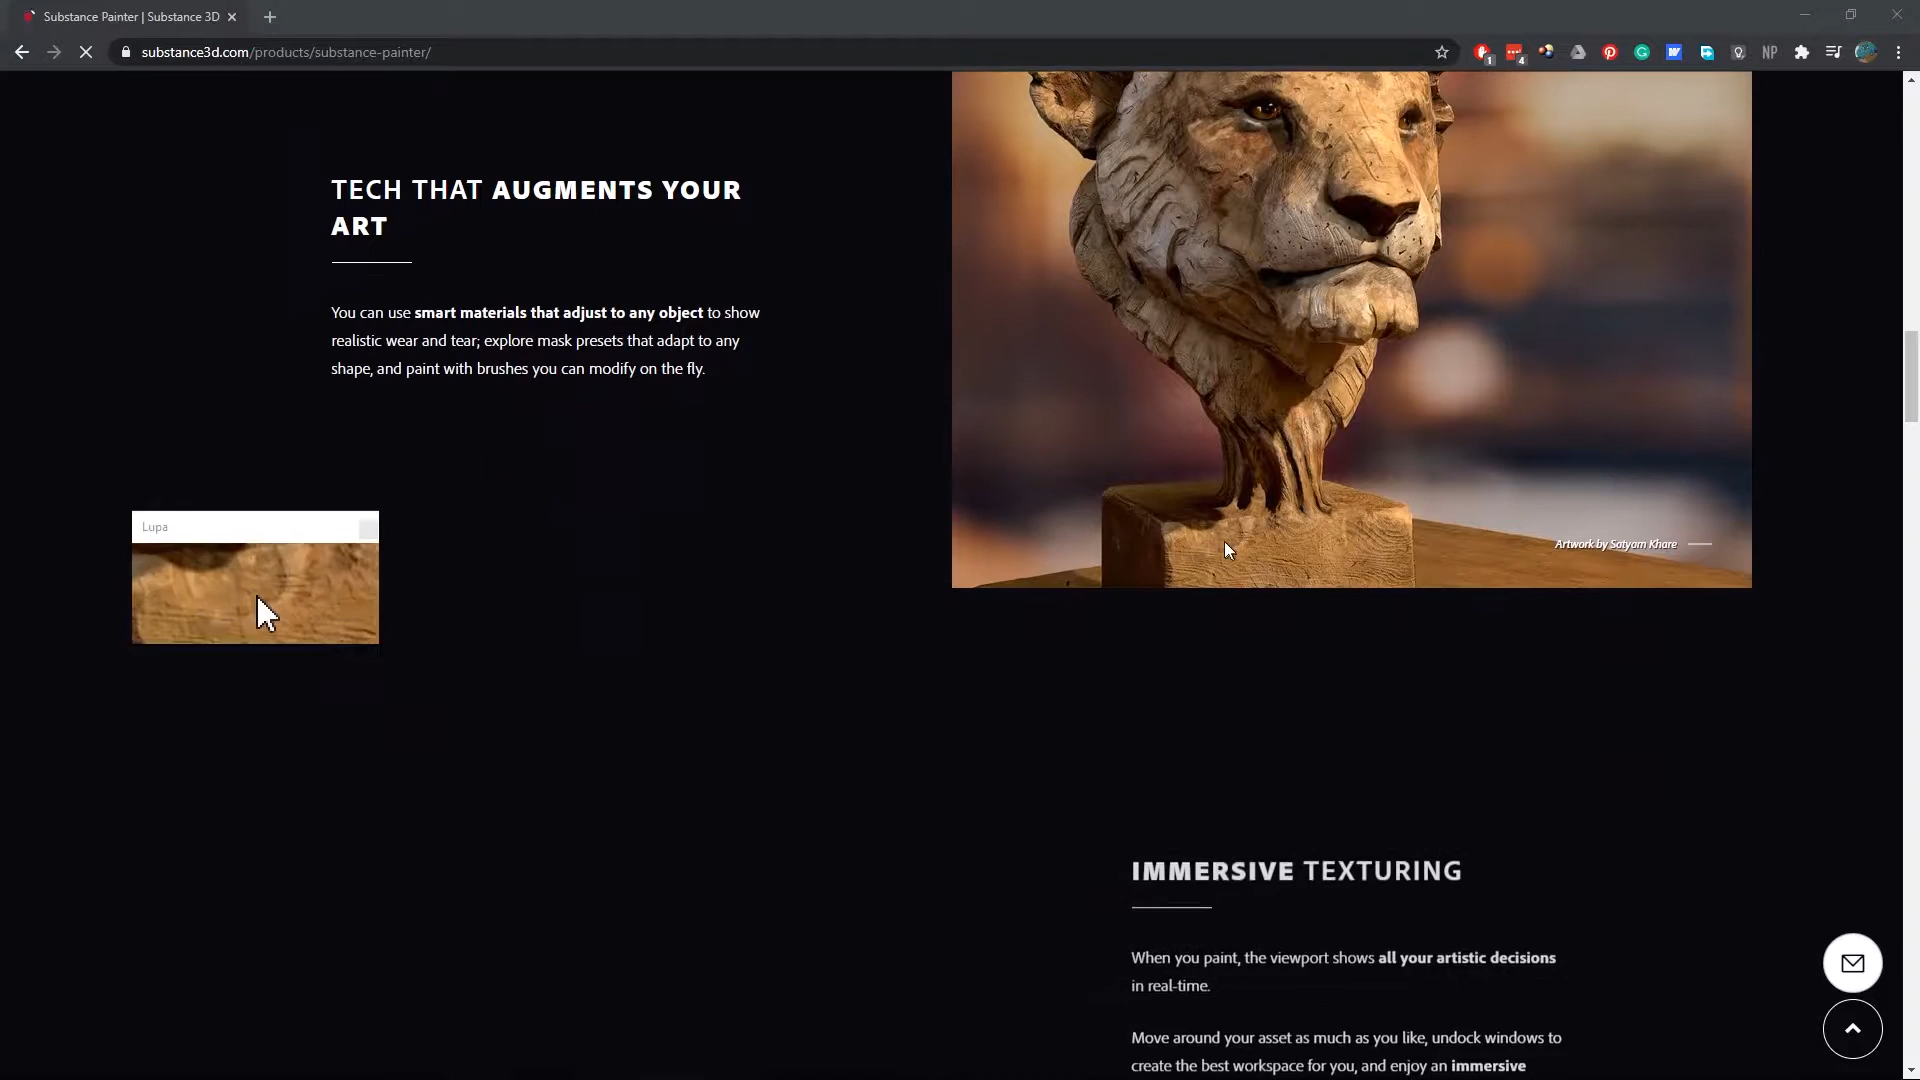 Substance Painter | Substance 3D
substance3d.com/products/substance-painter/
1
4
NP
TECH THAT AUGMENTS YOUR
ART
You can use smart materials that adjust to any object to show
realistic wear and tear; explore mask presets that adapt to any
shape, and paint with brushes you can modify on the fly.
Lupa
Artwork by Satyam Khare
IMMERSIVE TEXTURING
When you paint, the viewport shows all your artistic decisions
in real-time.
Move around your asset as much as you like, undock windows to
create the best workspace for you, and enjoy an immersive